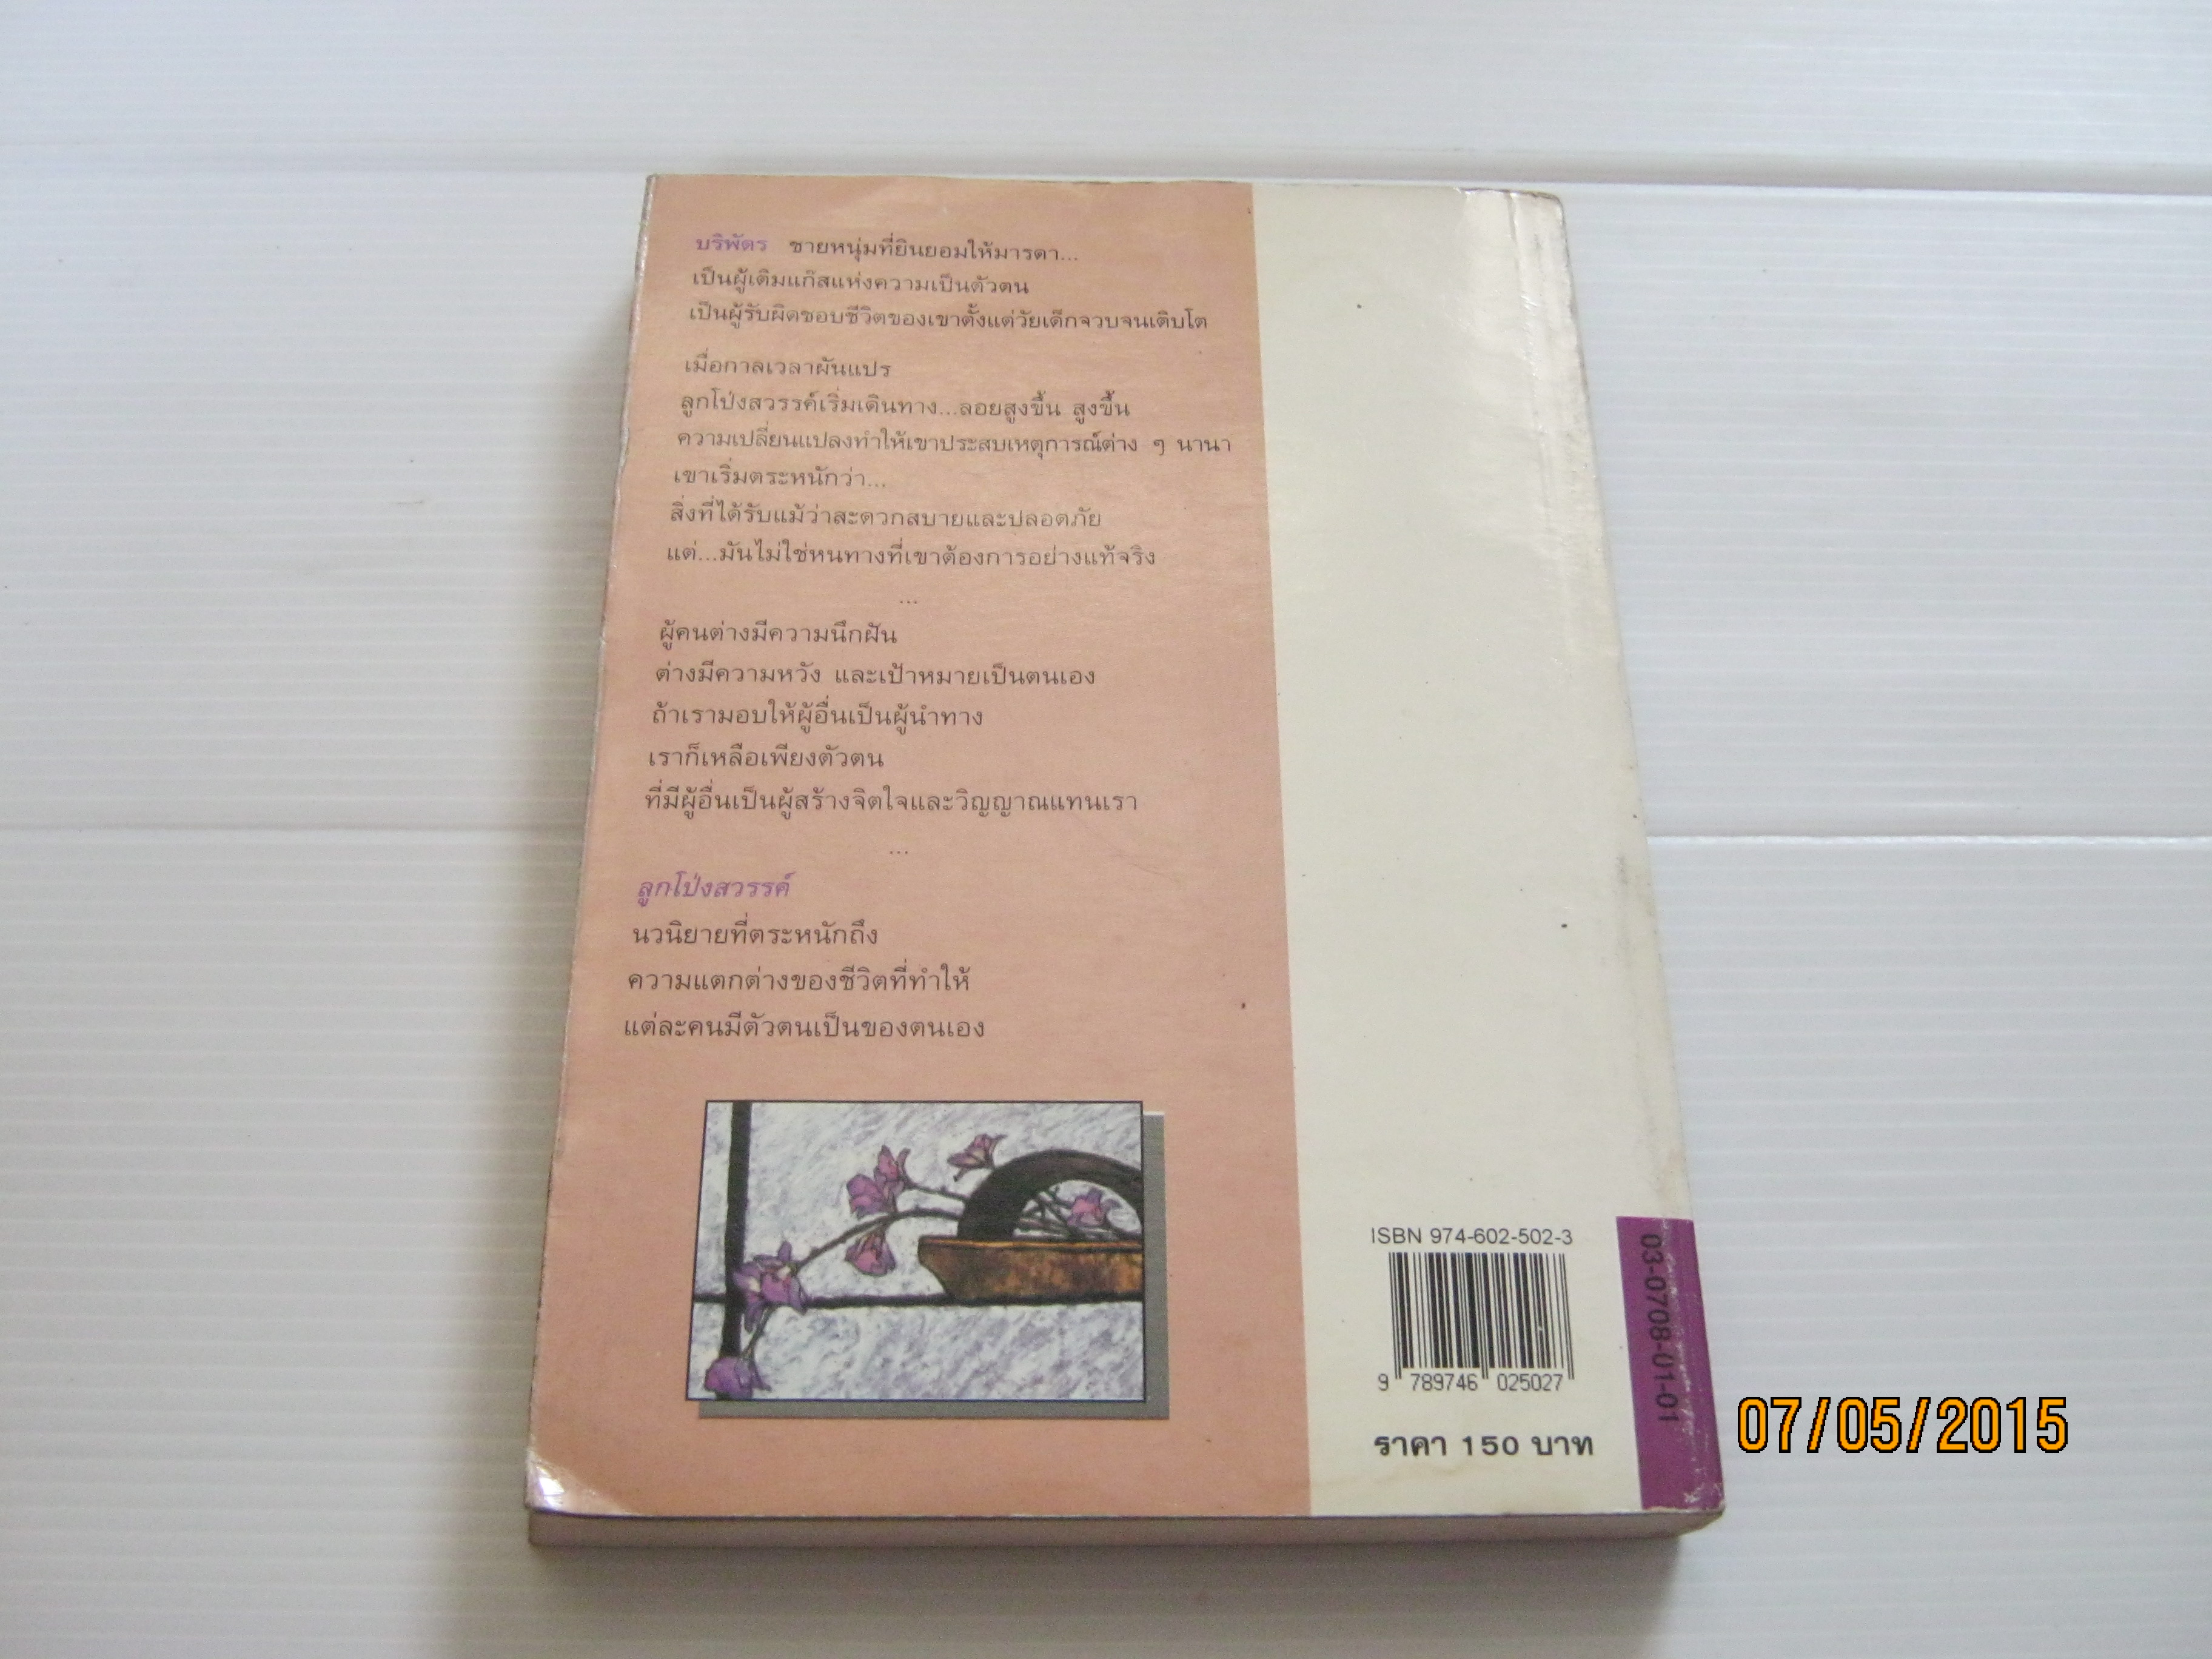 บริพัตร ชายหนุ่มที่ยินยอมให้มารดา...
เป็นผู้เติมแก๊สแห่งความเป็นตัวตน
เป็นผู้รับผิดชอบชีวิตของเขาตั้งแต่วัยเด็กจวบจนเติบโต
เมื่อกาลเวลาผันแปร
ลูกโป่งสวรรค์เริ่มเดินทาง...ลอยสูงขึ้น สูงขึ้น
ความเปลี่ยนแปลงทำให้เขาประสบเหตุการณ์ต่าง ๆ นานา
เขาเริ่มตระหนักว่า...
สิ่งที่ได้รับแม้ว่าสะดวกสบายและปลอดภัย
แต่...มันไม่ใช่หนทางที่เขาต้องการอย่างแท้จริง
...
ผู้คนต่างมีความนึกฝัน
ต่างมีความหวัง และเป้าหมายเป็นตนเอง
ถ้าเรามอบให้ผู้อื่นเป็นผู้นำทาง
เราก็เหลือเพียงตัวตน
ที่มีผู้อื่นเป็นผู้สร้างจิตใจและวิญญาณแทนเรา
...
ลูกโป่งสวรรค์
นวนิยายที่ตระหนักถึง
ความแตกต่างของชีวิตที่ทำให้
แต่ละคนมีตัวตนเป็นของตนเอง
ISBN 974-602-502-3
9 789746 025027
ราคา 150 บาท
03-0708-01-01
07/05/2015